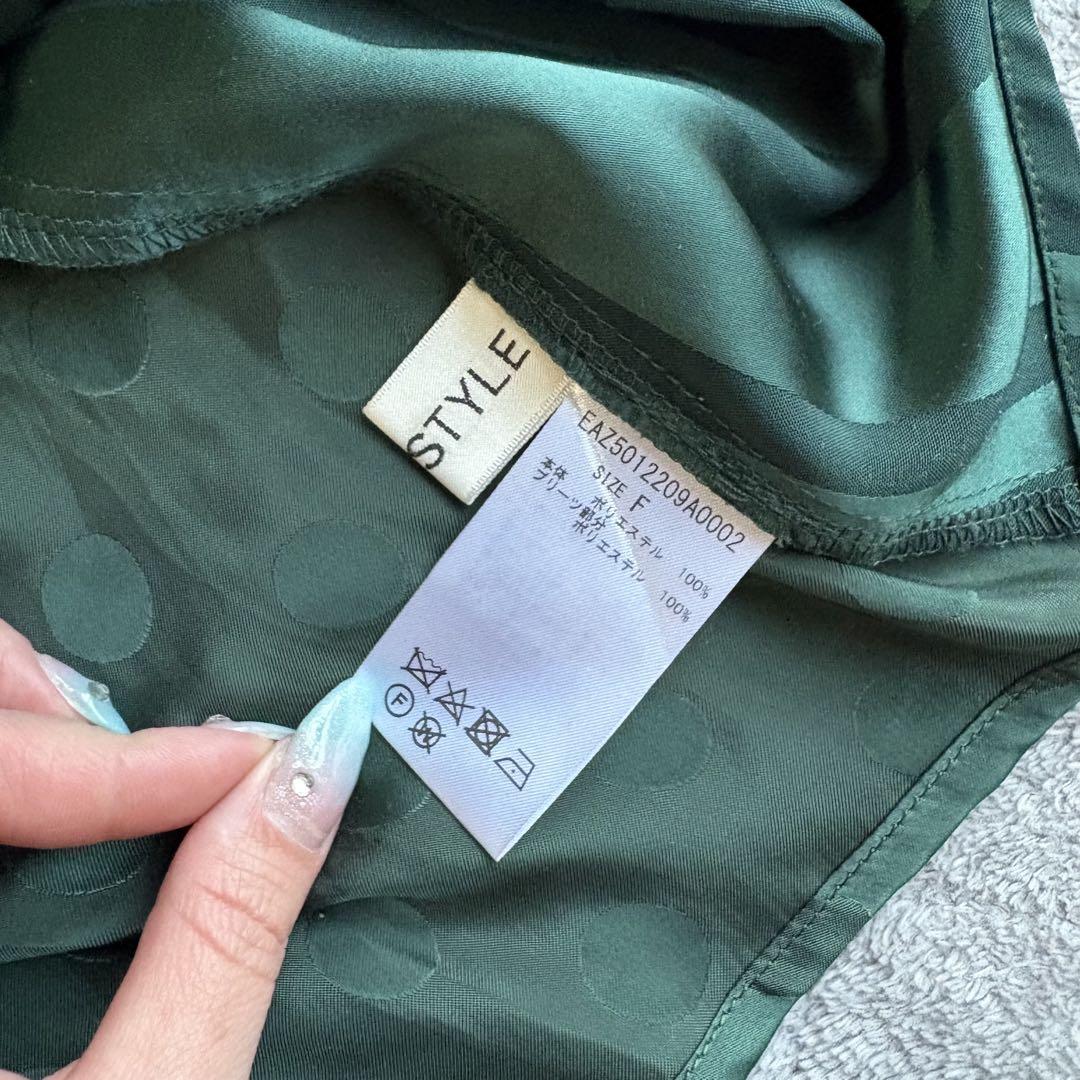 STYLE
EAZ5012209A0002
SIZE F
本体 ポリエステル 100%
プリーツ部分
ポリエステル 100%
F
W